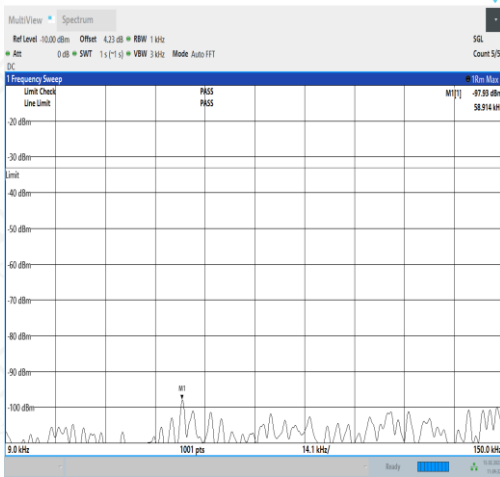 MultiView Spectrum
Ref Level -10.00 dBm Offset 4.23 dB RBW 1 kHz SGL
Att 0 dB SWT 1 s (~1 s) VBW 3 kHz Mode Auto FFT Count 5/5
DC
1 Frequency Sweep 1Rm Max
Limit Check PASS M1[1] -97.93 dBm
Line Limit PASS 58.914 kH
-20 dBm
-30 dBm
Limit
-40 dBm
-50 dBm
-60 dBm
-70 dBm
-80 dBm
-90 dBm
M1
-100 dBm
9.0 kHz 1001 pts 14.1 kHz/ 150.0 kHz
Ready